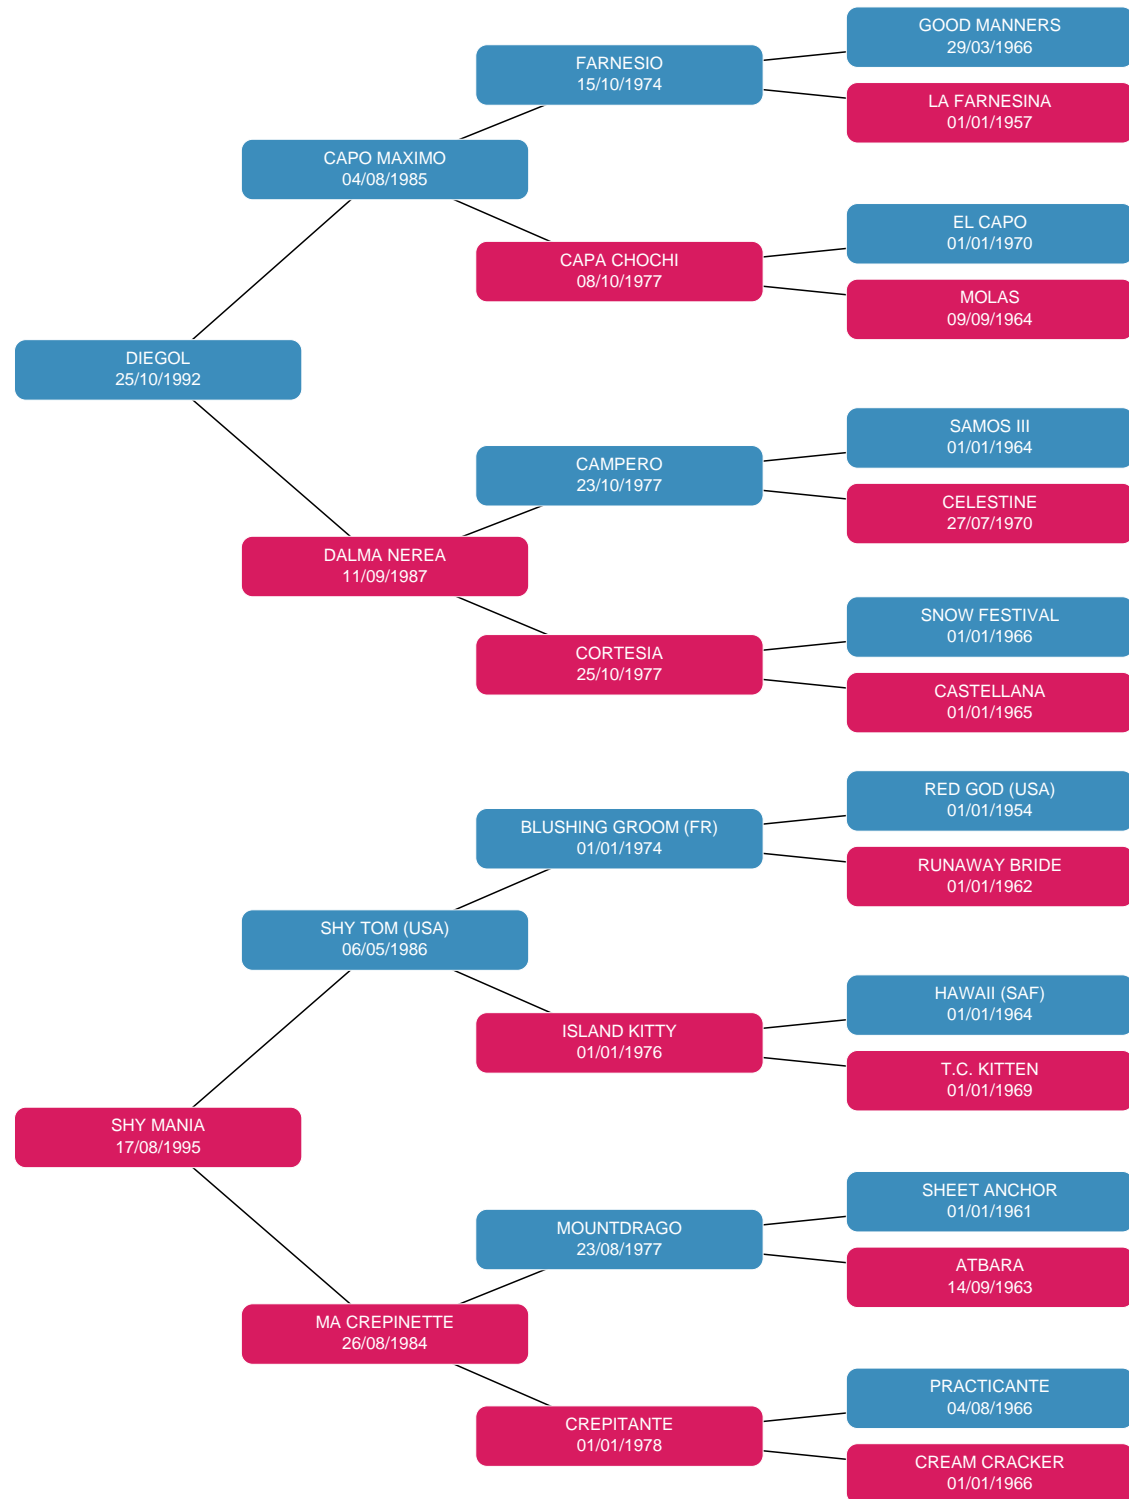 GOOD MANNERS
29/03/1966
FARNESIO
15/10/1974
LA FARNESINA
01/01/1957
CAPO MAXIMO
04/08/1985
EL CAPO
01/01/1970
CAPA CHOCHI
08/10/1977
MOLAS
09/09/1964
DIEGOL
25/10/1992
SAMOS III
01/01/1964
CAMPERO
23/10/1977
CELESTINE
27/07/1970
DALMA NEREA
11/09/1987
SNOW FESTIVAL
01/01/1966
CORTESIA
25/10/1977
CASTELLANA
01/01/1965
RED GOD (USA)
01/01/1954
BLUSHING GROOM (FR)
01/01/1974
RUNAWAY BRIDE
01/01/1962
SHY TOM (USA)
06/05/1986
HAWAII (SAF)
01/01/1964
ISLAND KITTY
01/01/1976
T.C. KITTEN
01/01/1969
SHY MANIA
17/08/1995
SHEET ANCHOR
01/01/1961
MOUNTDRAGO
23/08/1977
ATBARA
14/09/1963
MA CREPINETTE
26/08/1984
PRACTICANTE
04/08/1966
CREPITANTE
01/01/1978
CREAM CRACKER
01/01/1966